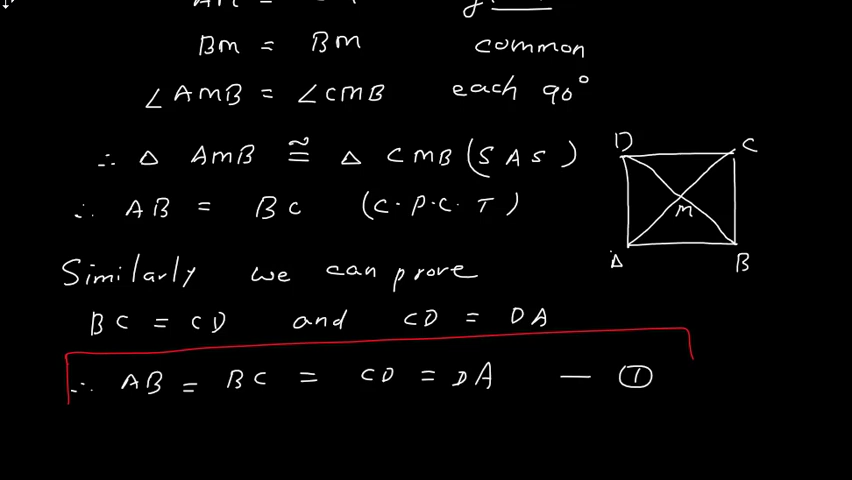 Bm = Bm common
∠AmB = ∠CmB each 90°
∴ Δ AmB ≅ Δ CmB (SAS)
∴ AB = BC (C.P.C.T)
Similarly we can prove
BC = CD and CD = DA
∴ AB = BC = CD = DA — ①
D C
M
A B